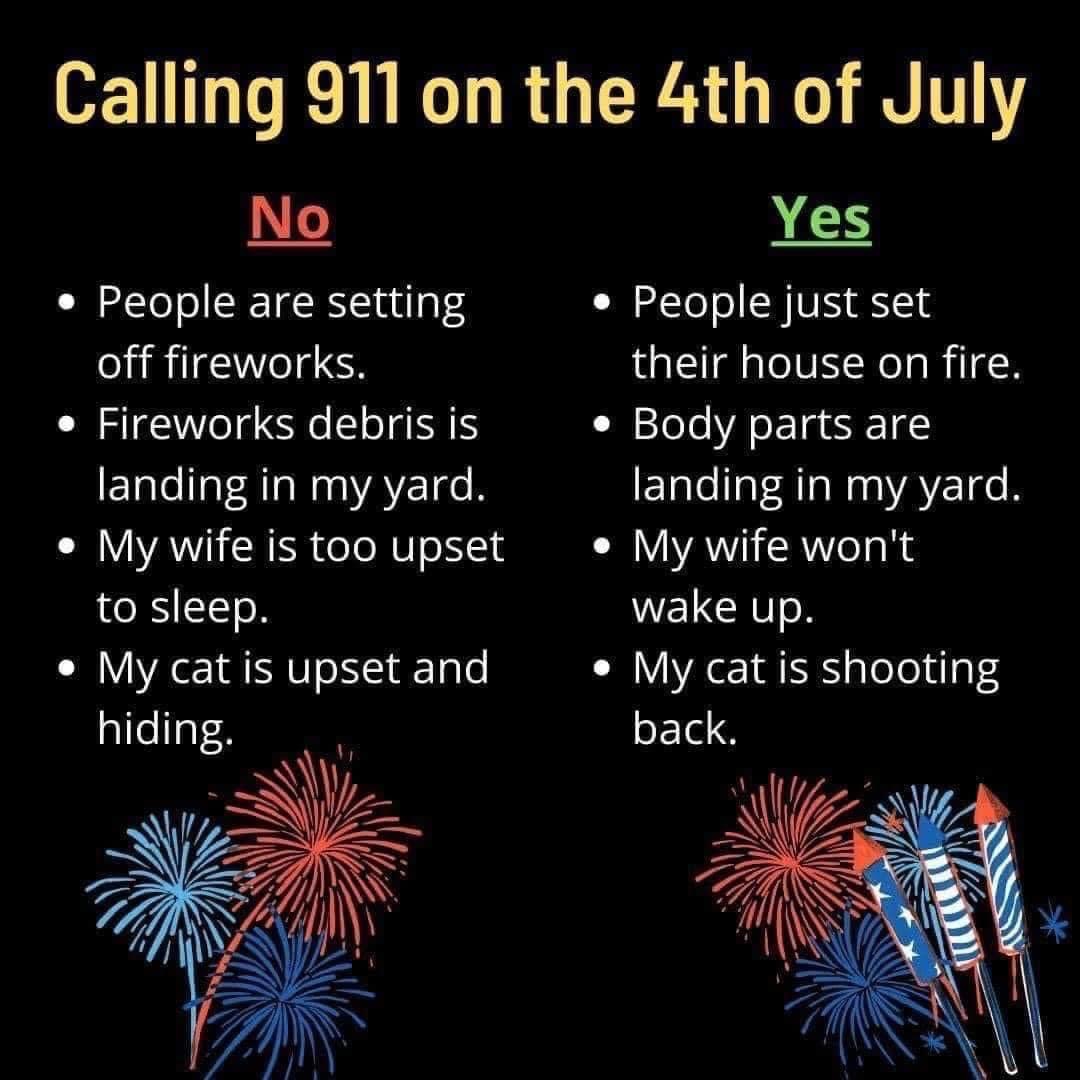 Calling 911 on the 4th of July
No
• People are setting
off fireworks.
• Fireworks debris is
landing in my yard.
• My wife is too upset
to sleep.
• My cat is upset and
hiding.
Yes
• People just set
their house on fire.
• Body parts are
landing in my yard.
• My wife won't
wake up.
• My cat is shooting
back.